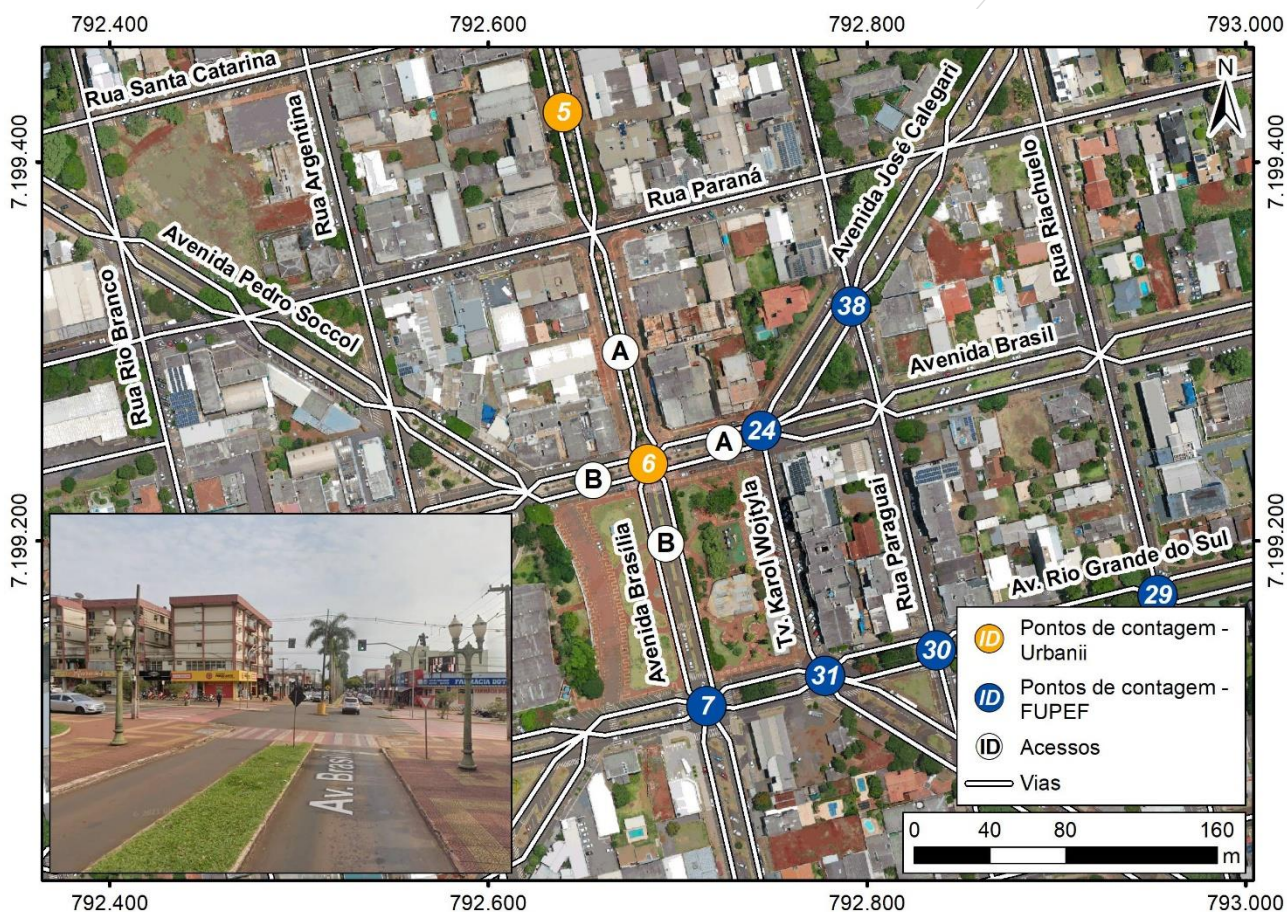 792.400
792.600
792.800
793.000
7.199.400
7.199.200
7.199.400
7.199.200
N
Rua Santa Catarina
Rua Argentina
5
Avenida José Calegari
Rua Paraná
Rua Riachuelo
Avenida Pedro Soccol
Rua Rio Branco
38
A
Avenida Brasil
24
A
6
B
B
Avenida Brasília
Tv. Karol Wojtyla
Rua Paraguai
Av. Rio Grande do Sul
29
30
31
7
Av. Brasí
ID
Pontos de contagem -
Urbanii
ID
Pontos de contagem -
FUPEF
ID
Acessos
Vias
0 40 80 160
m
792.400
792.600
792.800
793.000